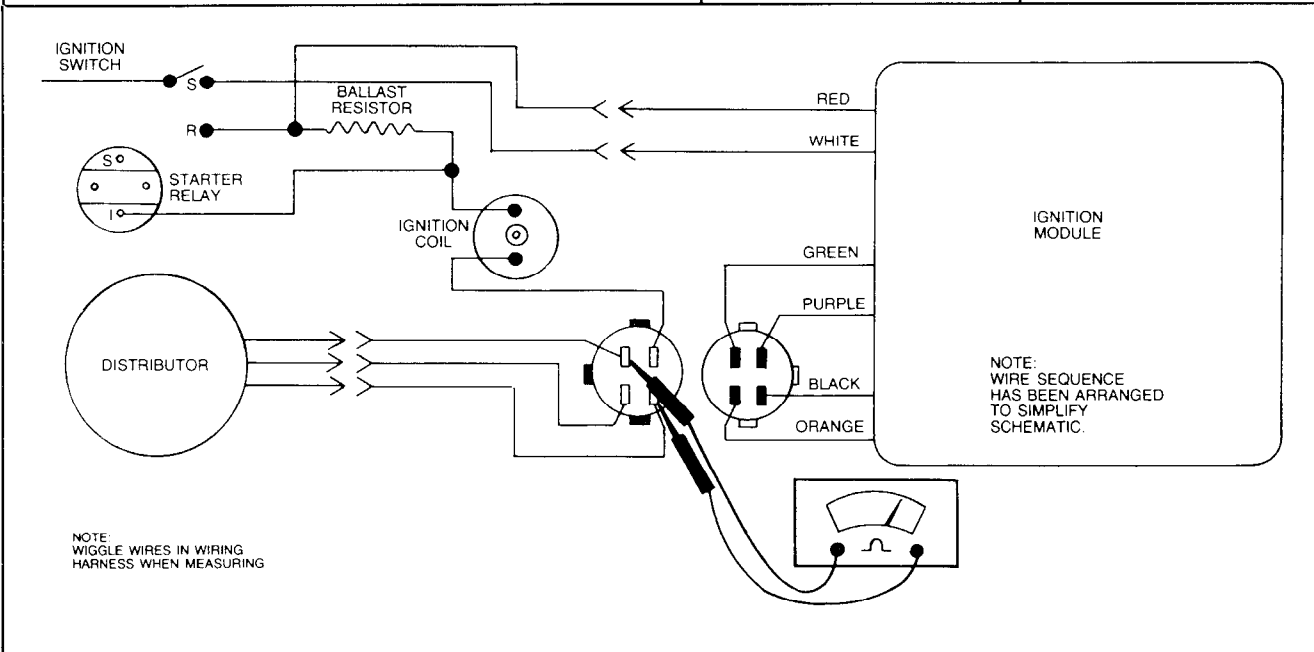 IGNITION
SWITCH
S
BALLAST
RESISTOR
R
RED
WHITE
S
STARTER
RELAY
I
IGNITION
COIL
IGNITION
MODULE
GREEN
PURPLE
DISTRIBUTOR
BLACK
ORANGE
NOTE:
WIRE SEQUENCE
HAS BEEN ARRANGED
TO SIMPLIFY
SCHEMATIC.
NOTE:
WIGGLE WIRES IN WIRING
HARNESS WHEN MEASURING